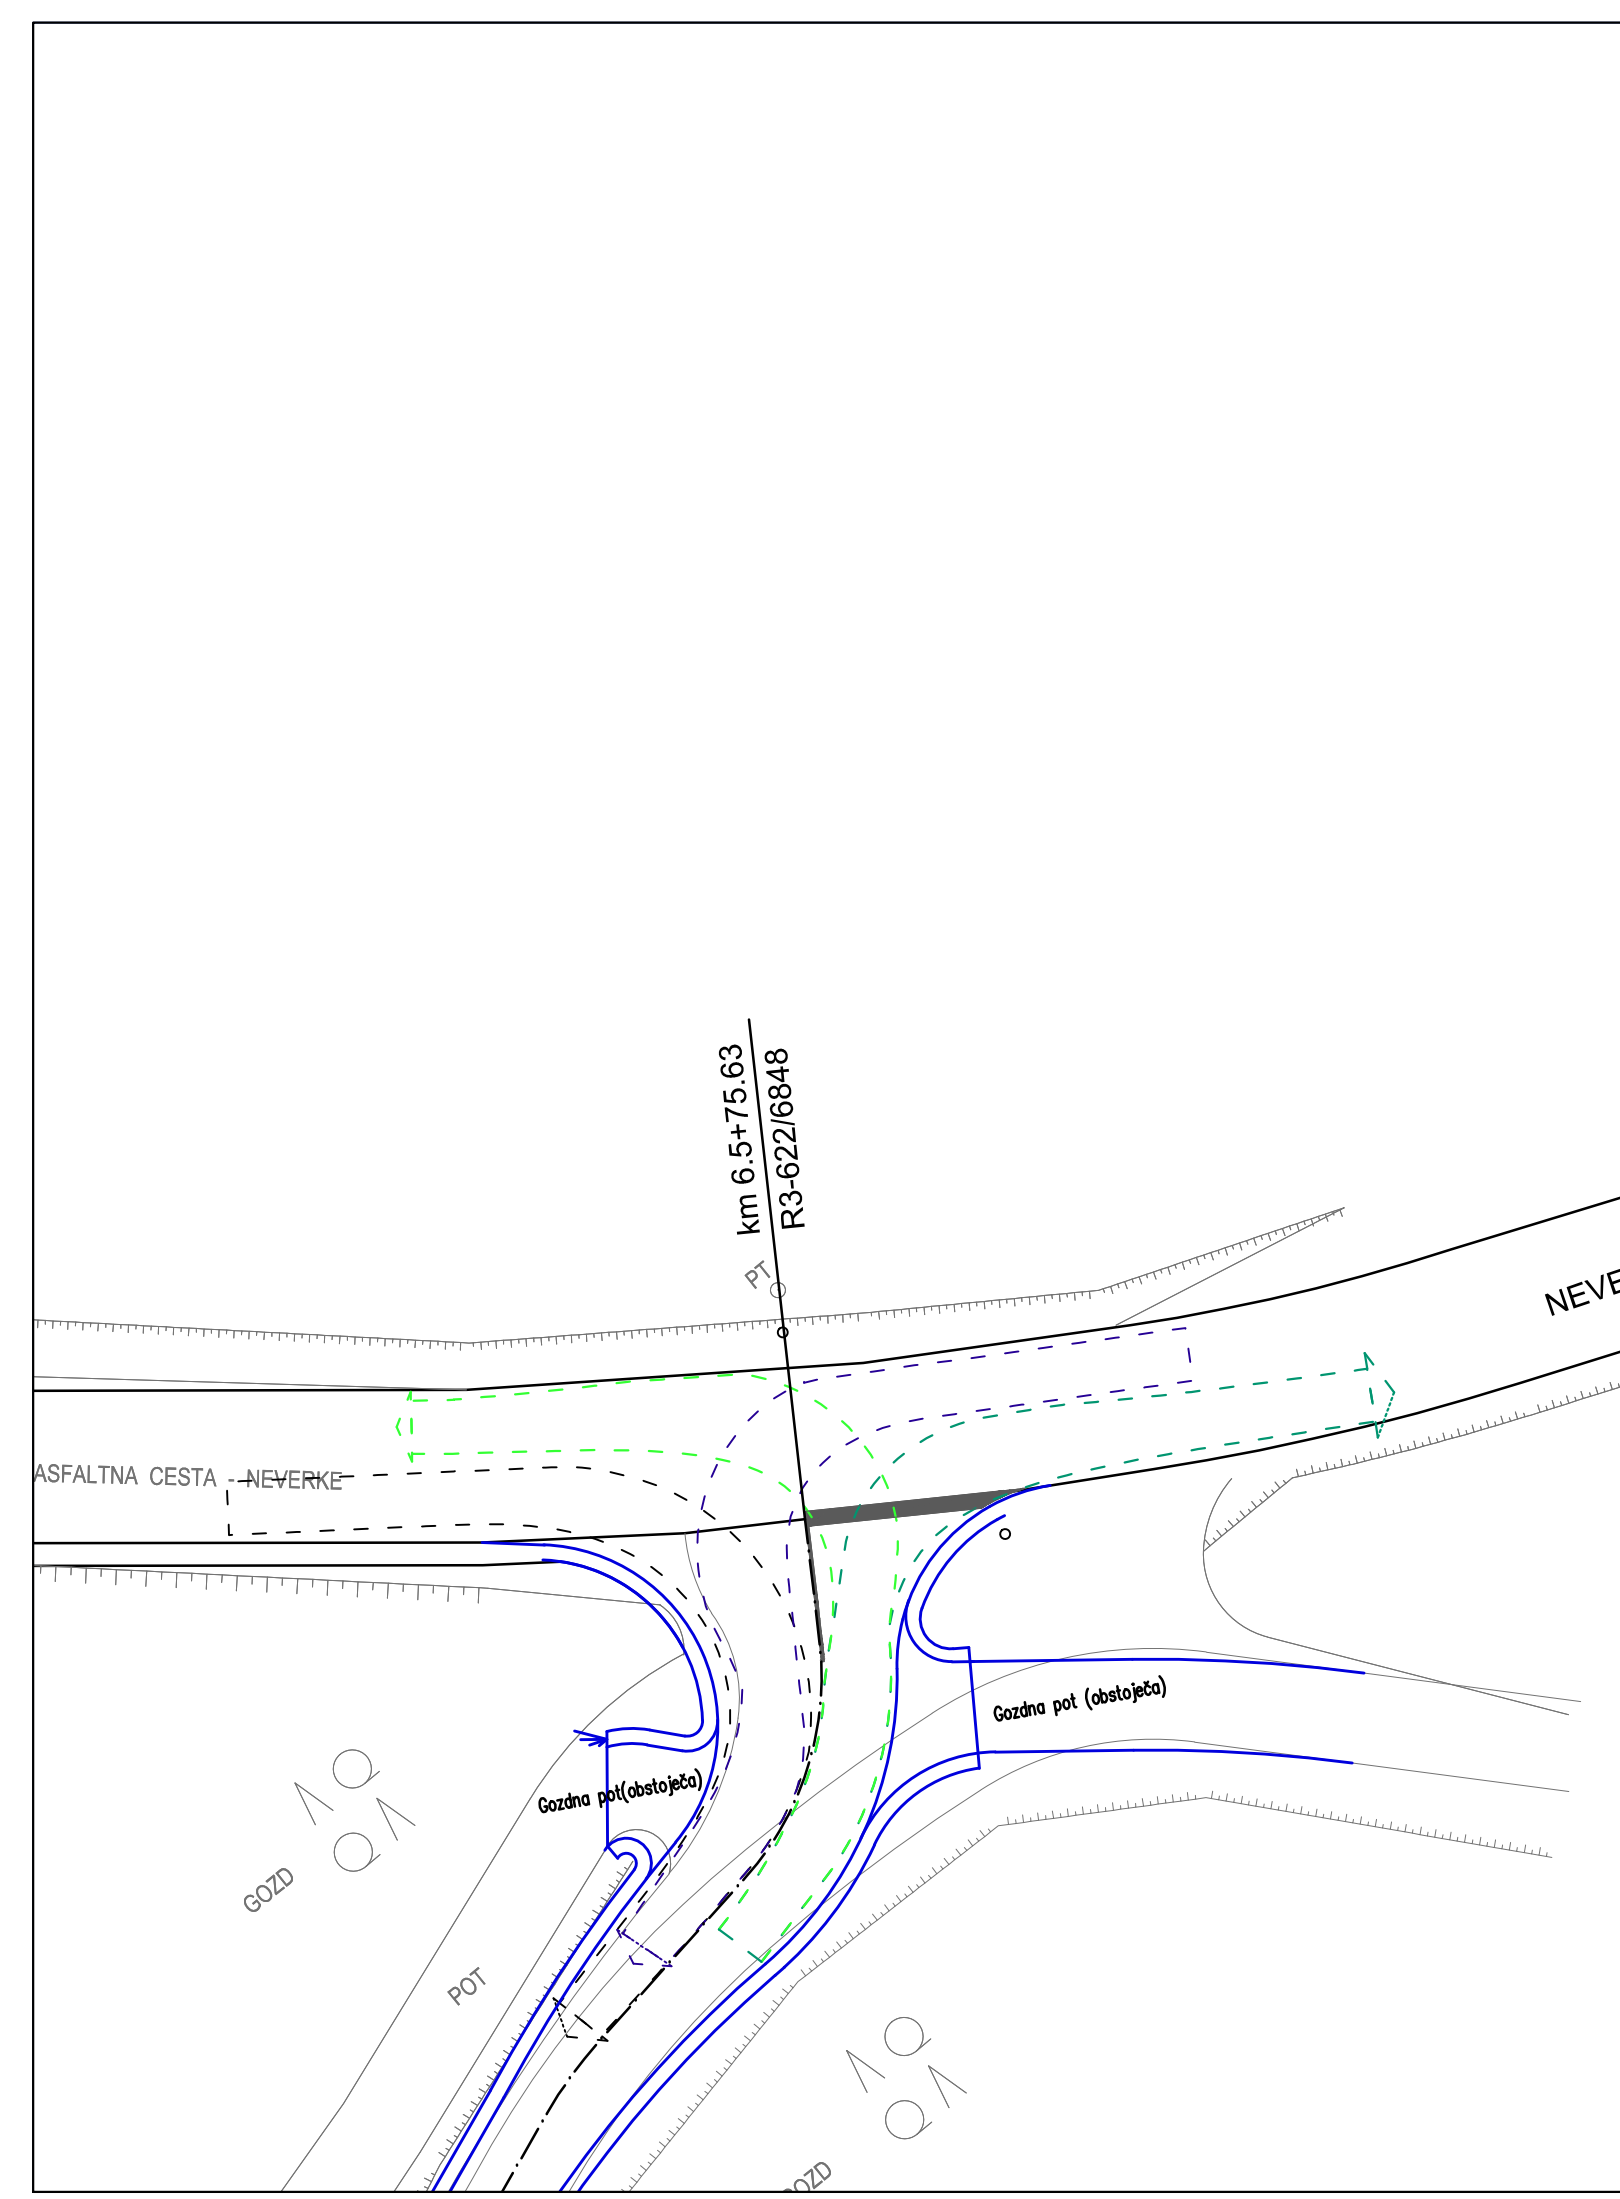 km 6.5+75.63
R3-622/6848
PT
NEVE
ASFALTNA CESTA - NEVERKE
Gozdna pot (obstoječa)
Gozdna pot(obstoječa)
GOZD
POT
OZD